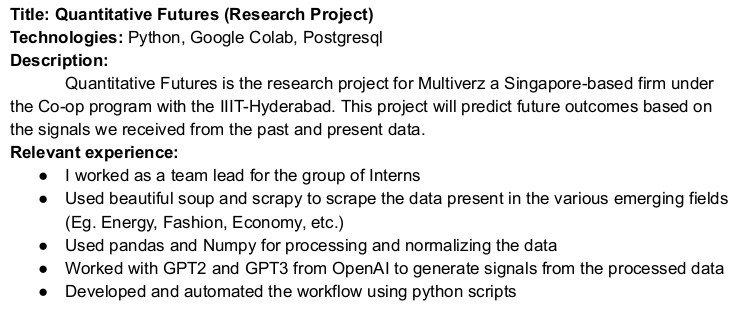 Title: Quantitative Futures (Research Project)
Technologies: Python, Google Colab, Postgresql
Description:
Quantitative Futures is the research project for Multiverz a Singapore-based firm under
the Co-op program with the IIIT-Hyderabad. This project will predict future outcomes based on
the signals we received from the past and present data.
Relevant experience:
● I worked as a team lead for the group of Interns
● Used beautiful soup and scrapy to scrape the data present in the various emerging fields
(Eg. Energy, Fashion, Economy, etc.)
● Used pandas and Numpy for processing and normalizing the data
● Worked with GPT2 and GPT3 from OpenAI to generate signals from the processed data
● Developed and automated the workflow using python scripts